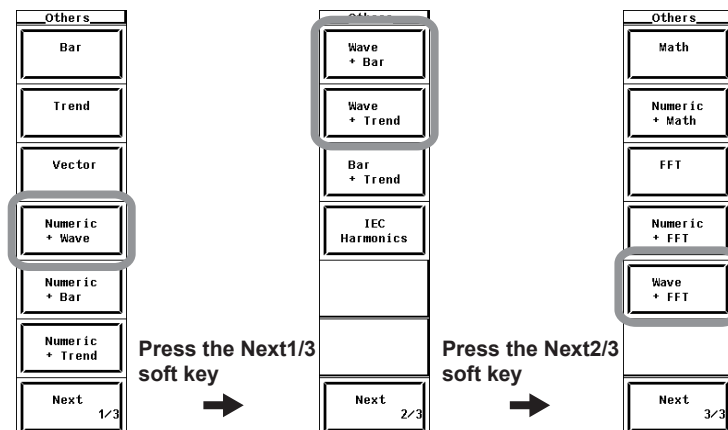 Others
Bar
Trend
Vector
Numeric
+ Wave
Numeric
+ Bar
Numeric
+ Trend
Next
1/3
Press the Next1/3
soft key
Others
Wave
+ Bar
Wave
+ Trend
Bar
+ Trend
IEC
Harmonics
Next
2/3
Press the Next2/3
soft key
Others
Math
Numeric
+ Math
FFT
Numeric
+ FFT
Wave
+ FFT
Next
3/3